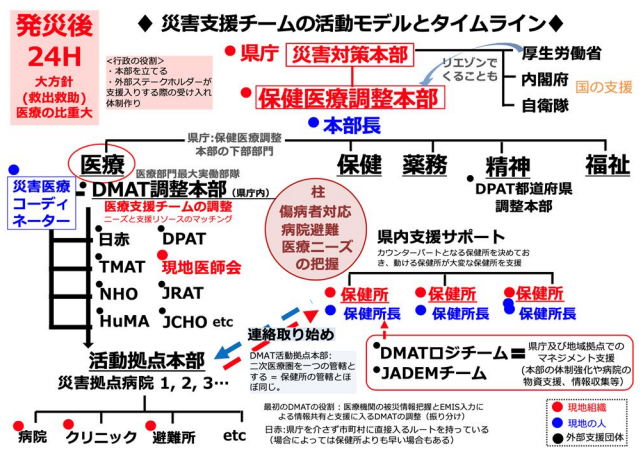 ◆ 災害支援チームの活動モデルとタイムライン◆
発災後
24H
大方針
(救出救助)
医療の比重大
<行政の役割>
・本部を立てる
・外部ステークホルダーが
支援入りする際の受け入れ
体制作り
県庁 災害対策本部
保健医療調整本部
本部長
リエゾンで
くることも
厚生労働省
内閣府
自衛隊
国の支援
県庁:保健医療調整
本部の下部部門
医療
保健
薬務
精神
福祉
医療部門最大実働部隊
災害医療
コーディ
ネーター
DMAT調整本部(県庁内)
医療支援チームの調整
ニーズと支援リソースのマッチング
DPAT都道府県
調整本部
日赤
DPAT
TMAT
現地医師会
NHO
JRAT
HuMA
JCHO etc
柱
傷病者対応
病院避難
医療ニーズ
の把握
県内支援サポート
カウンターパートとなる保健所を決めてお
き、動ける保健所が大変な保健所を支援
保健所
保健所長
保健所
保健所長
保健所
保健所長
連絡取り始め
DMAT活動拠点本部:
二次医療圏を一つの管轄と
する = 保健所の管轄とほ
ぼ同じ。
DMATロジチーム
JADEMチーム
=
県庁及び地域拠点での
マネジメント支援
(本部の体制強化や病院の
物資支援、情報収集等)
活動拠点本部
災害拠点病院 1, 2, 3…
病院
クリニック
避難所
etc
最初のDMATの役割 : 医療機関の被災情報把握とEMIS入力に
よる情報共有と支援に入るDMATの調整(振り分け)
日赤:県庁を介さず市町村に直接入るルートを持っている
(場合によっては保健所よりも早い場合もある)
現地組織
現地の人
外部支援団体